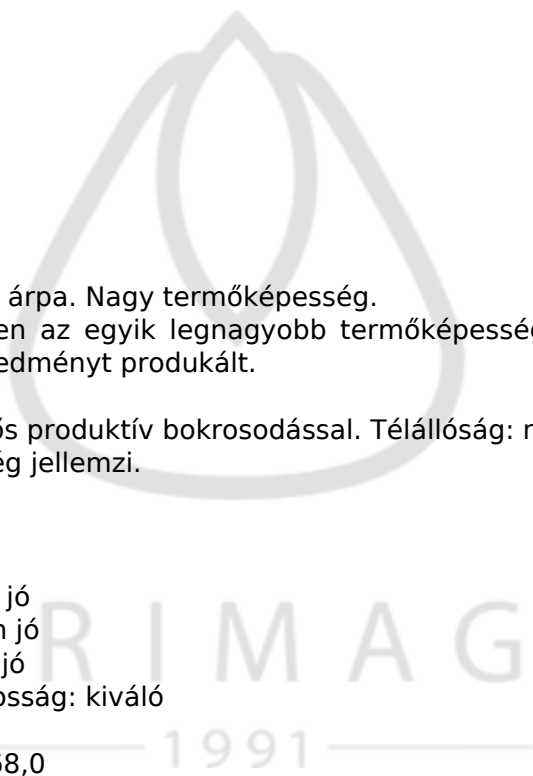 árpa. Nagy termőképesség.
en az egyik legnagyobb termőképesség
edményt produkált.
ős produktív bokrosodással. Télállóság:
ég jellemzi.
jó
jó
jó
osság: kiváló
RIMAG
1991
68,0